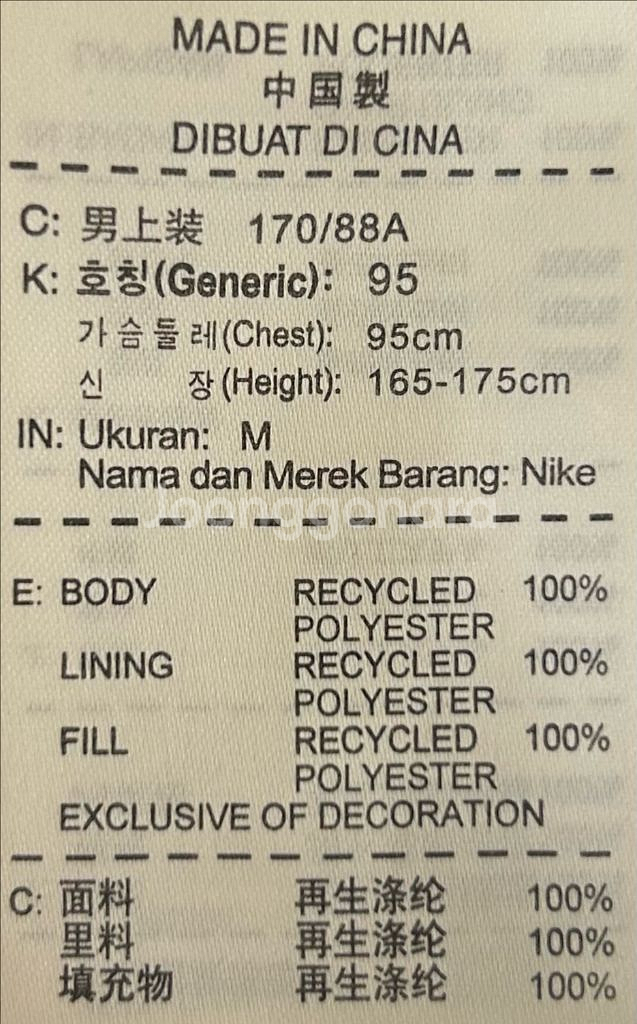 MADE IN CHINA
中国製
DIBUAT DI CINA
C: 男上装 170/88A
K: 호칭(Generic): 95
가슴둘레(Chest): 95cm
신 장(Height): 165-175cm
IN: Ukuran: M
Nama dan Merek Barang: Nike
Joonggonara
E: BODY RECYCLED 100%
POLYESTER
LINING RECYCLED 100%
POLYESTER
FILL RECYCLED 100%
POLYESTER
EXCLUSIVE OF DECORATION
C: 面料 再生涤纶 100%
里料 再生涤纶 100%
填充物 再生涤纶 100%